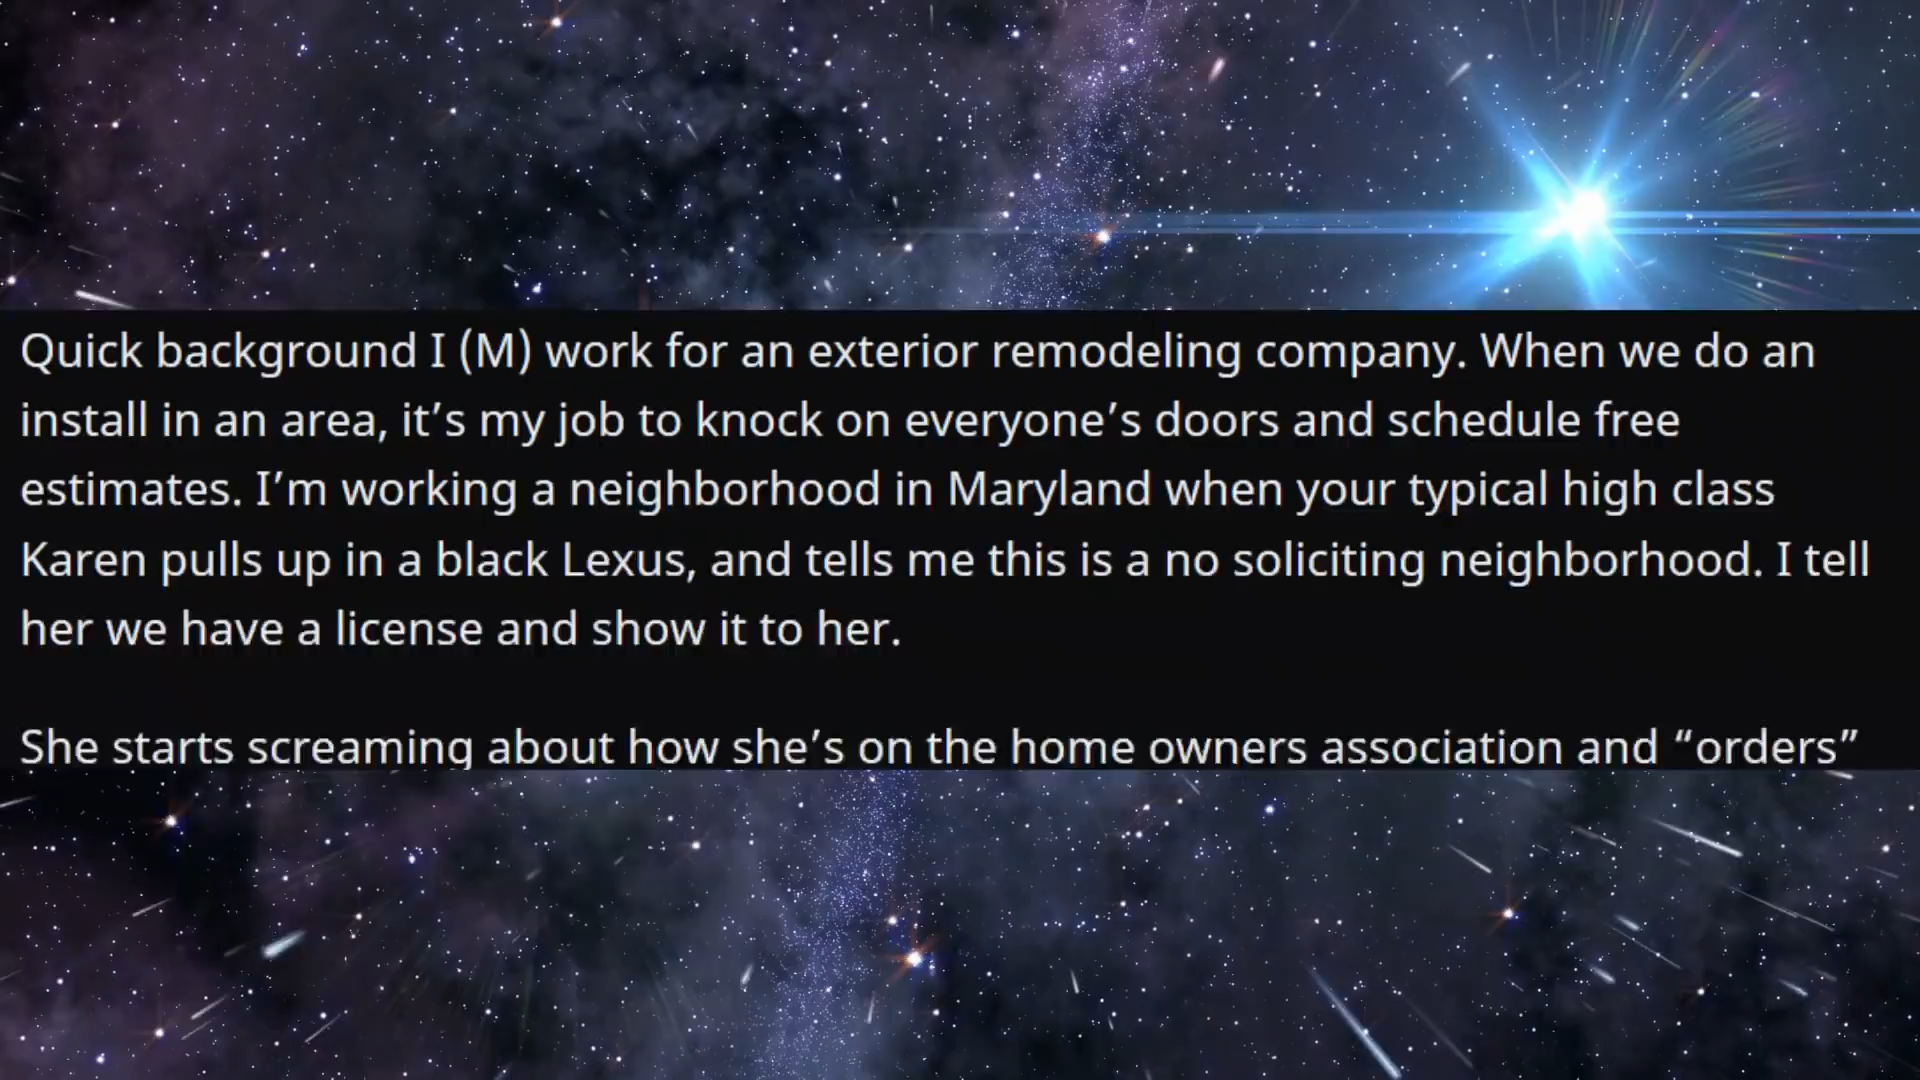 Quick background I (M) work for an exterior remodeling company. When we do an
install in an area, it’s my job to knock on everyone’s doors and schedule free
estimates. I’m working a neighborhood in Maryland when your typical high class
Karen pulls up in a black Lexus, and tells me this is a no soliciting neighborhood. I tell
her we have a license and show it to her.
She starts screaming about how she’s on the home owners association and “orders”